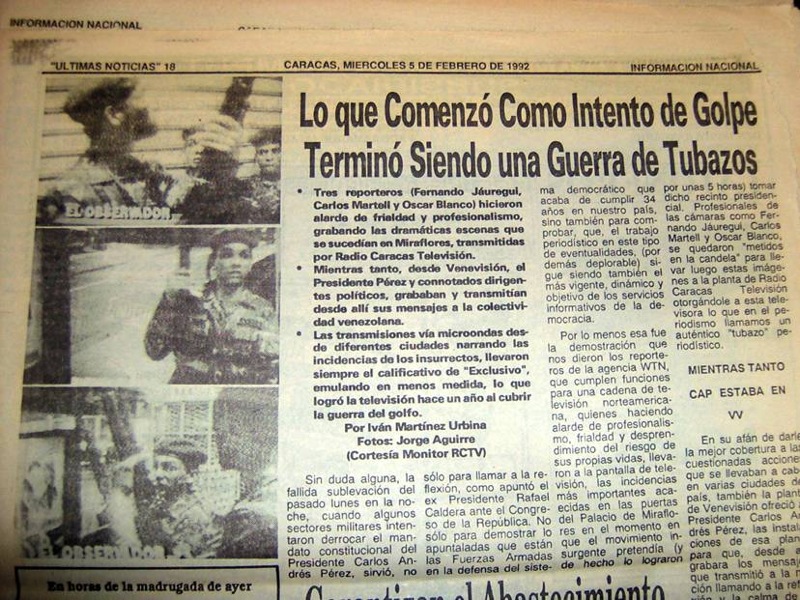 INFORMACION NACIONAL
"ULTIMAS NOTICIAS" 18
CARACAS, MIERCOLES 5 DE FEBRERO DE 1992
INFORMACION NACIONAL
Lo que Comenzó Como Intento de Golpe
Terminó Siendo una Guerra de Tubazos
EL OBSERVADOR
EL OBSERVADOR
• Tres reporteros (Fernando Jáuregui,
Carlos Martell y Oscar Blanco) hicieron
alarde de frialdad y profesionalismo,
grabando las dramáticas escenas que
se sucedían en Miraflores, transmitidas
por Radio Caracas Televisión.
• Mientras tanto, desde Venevisión, el
Presidente Pérez y connotados dirigen-
tes políticos, grababan y transmitían
desde allí sus mensajes a la colectivi-
dad venezolana.
• Las transmisiones vía microondas des-
de diferentes ciudades narrando las
incidencias de los insurrectos, llevaron
siempre el calificativo de "Exclusivo",
emulando en menos medida, lo que
logró la televisión hace un año al cubrir
la guerra del golfo.
Por Iván Martínez Urbina
Fotos: Jorge Aguirre
(Cortesía Monitor RCTV)
Sin duda alguna, la
fallida sublevación del
pasado lunes en la no-
che, cuando algunos
sectores militares inten-
taron derrocar el man-
dato constitucional del
Presidente Carlos An-
drés Pérez, sirvió, no
sólo para llamar a la re-
flexión, como apuntó el
ex Presidente Rafael
Caldera ante el Congre-
so de la República. No
sólo para demostrar lo
apuntaladas que están
las Fuerzas Armadas
en la defensa del siste-
ma democrático que
acaba de cumplir 34
años en nuestro país,
sino también para com-
probar, que, el trabajo
periodístico en este tipo
de eventualidades, (por
demás deplorable) si-
gue siendo también el
más vigente, dinámico y
objetivo de los servicios
informativos de la de-
mocracia.
Por lo menos esa fue
la demostración que
nos dieron los reporte-
ros de la agencia WTN,
que cumplen funciones
para una cadena de te-
levisión norteamerica-
na, quienes haciendo
alarde de profesionalis-
mo, frialdad y despren-
dimiento del riesgo de
sus propias vidas, lleva-
ron a la pantalla de tele-
visión, las incidencias
más importantes aca-
ecidas en las puertas
del Palacio de Miraflo-
res en el momento en
que el movimiento in-
surgente pretendía (y
de hecho lo lograron
por unas 5 horas) tomar
dicho recinto presiden-
cial. Profesionales de
las cámaras como Fer-
nando Jáuregui, Carlos
Martell y Oscar Blanco,
se quedaron "metidos
en la candela" para lle-
var luego estas imáge-
nes a la planta de Radio
Caracas Televisión
otorgándole a esta tele-
visora lo que en el pe-
riodismo llamamos un
auténtico "tubazo" pe-
riodístico.
MIENTRAS TANTO
CAP ESTABA EN
VV
En su afán de darle
la mejor cobertura a las
cuestionadas accione
que se llevaban a cab
en varias ciudades de
país, también la plant
de Venevisión ofreció
Presidente Carlos An
drés Pérez, las instala
ciones de esa plan
para que, desde a
grabara los mensaj
que transmitió a la n
llamando a la ref
y la calma de
En horas de la madrugada de ayer
Garantizan el Abastecimiento